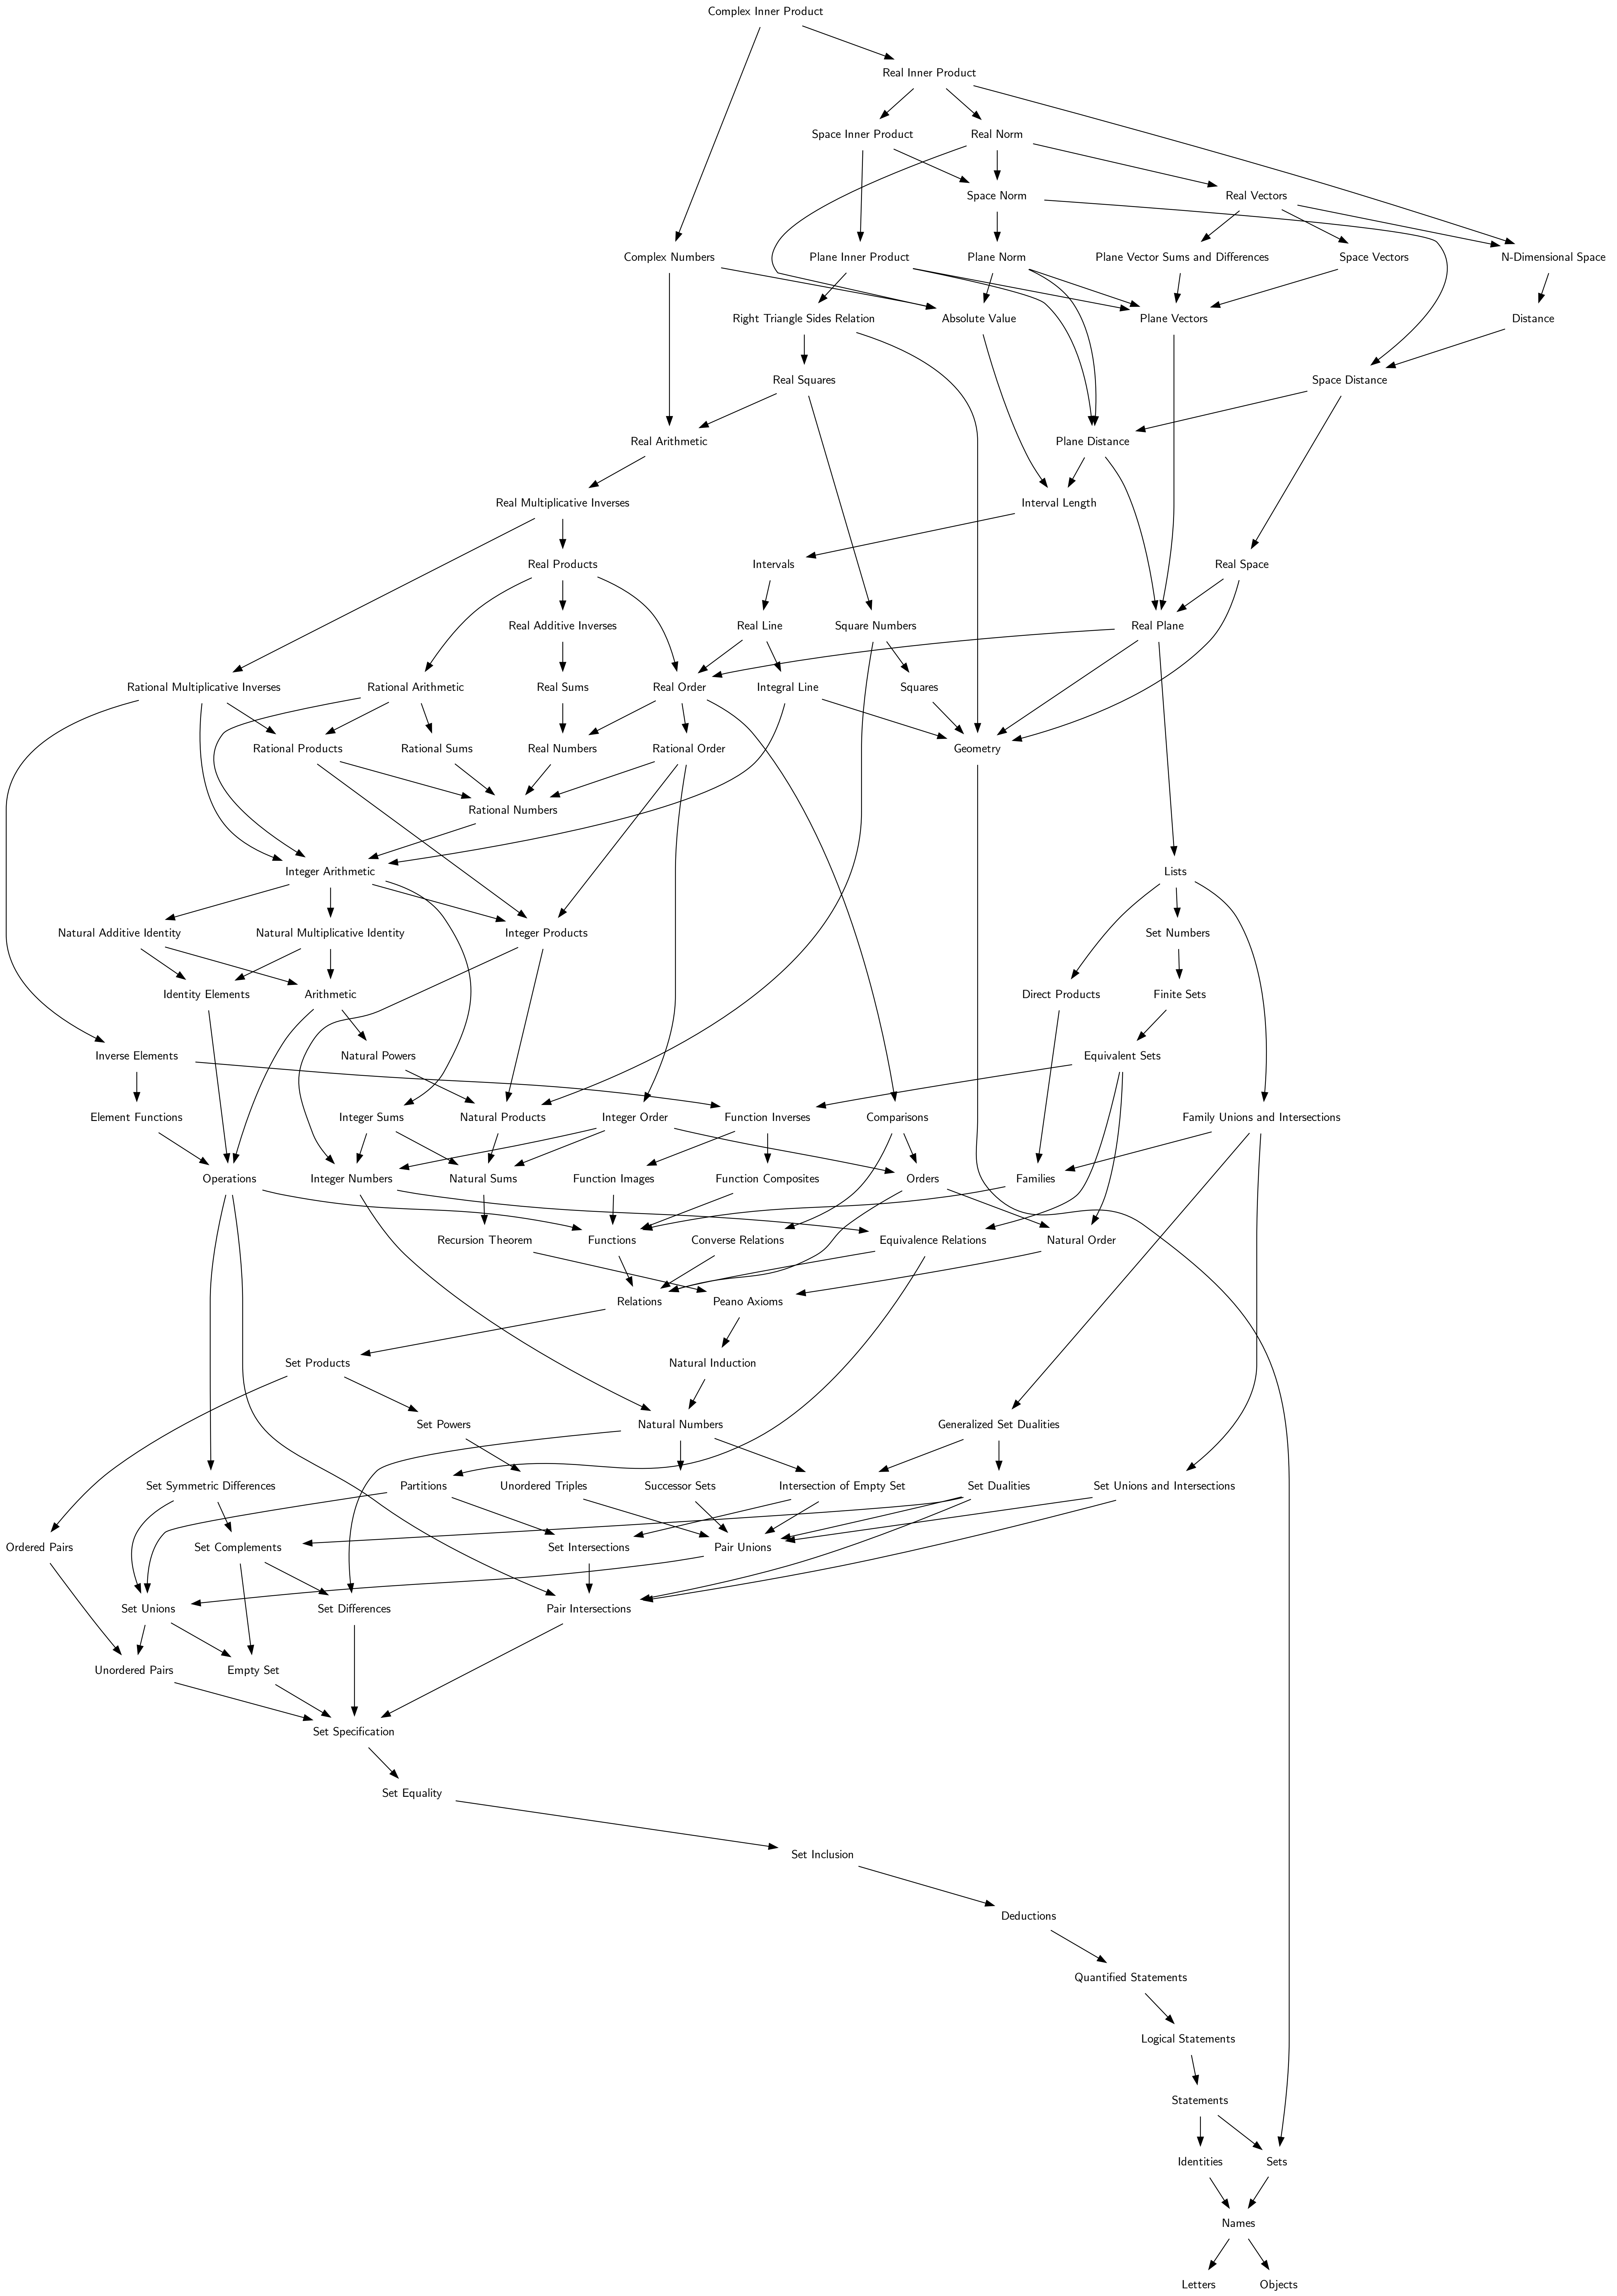 Complex Inner Product
Real Inner Product
Space Inner Product
Real Norm
Space Norm
Real Vectors
Complex Numbers
Plane Inner Product
Plane Norm
Plane Vector Sums and Differences
Space Vectors
N-Dimensional Space
Right Triangle Sides Relation
Absolute Value
Plane Vectors
Distance
Real Squares
Space Distance
Real Arithmetic
Plane Distance
Real Multiplicative Inverses
Interval Length
Real Products
Intervals
Real Space
Real Additive Inverses
Real Line
Square Numbers
Real Plane
Rational Multiplicative Inverses
Rational Arithmetic
Real Sums
Real Order
Integral Line
Squares
Rational Products
Rational Sums
Real Numbers
Rational Order
Geometry
Rational Numbers
Integer Arithmetic
Lists
Natural Additive Identity
Natural Multiplicative Identity
Integer Products
Set Numbers
Identity Elements
Arithmetic
Direct Products
Finite Sets
Inverse Elements
Natural Powers
Equivalent Sets
Element Functions
Integer Sums
Natural Products
Integer Order
Function Inverses
Comparisons
Family Unions and Intersections
Operations
Integer Numbers
Natural Sums
Function Images
Function Composites
Orders
Families
Recursion Theorem
Functions
Converse Relations
Equivalence Relations
Natural Order
Relations
Peano Axioms
Set Products
Natural Induction
Set Powers
Natural Numbers
Generalized Set Dualities
Set Symmetric Differences
Partitions
Unordered Triples
Successor Sets
Intersection of Empty Set
Set Dualities
Set Unions and Intersections
Ordered Pairs
Set Complements
Set Intersections
Pair Unions
Set Unions
Set Differences
Pair Intersections
Unordered Pairs
Empty Set
Set Specification
Set Equality
Set Inclusion
Deductions
Quantified Statements
Logical Statements
Statements
Identities
Sets
Names
Letters
Objects